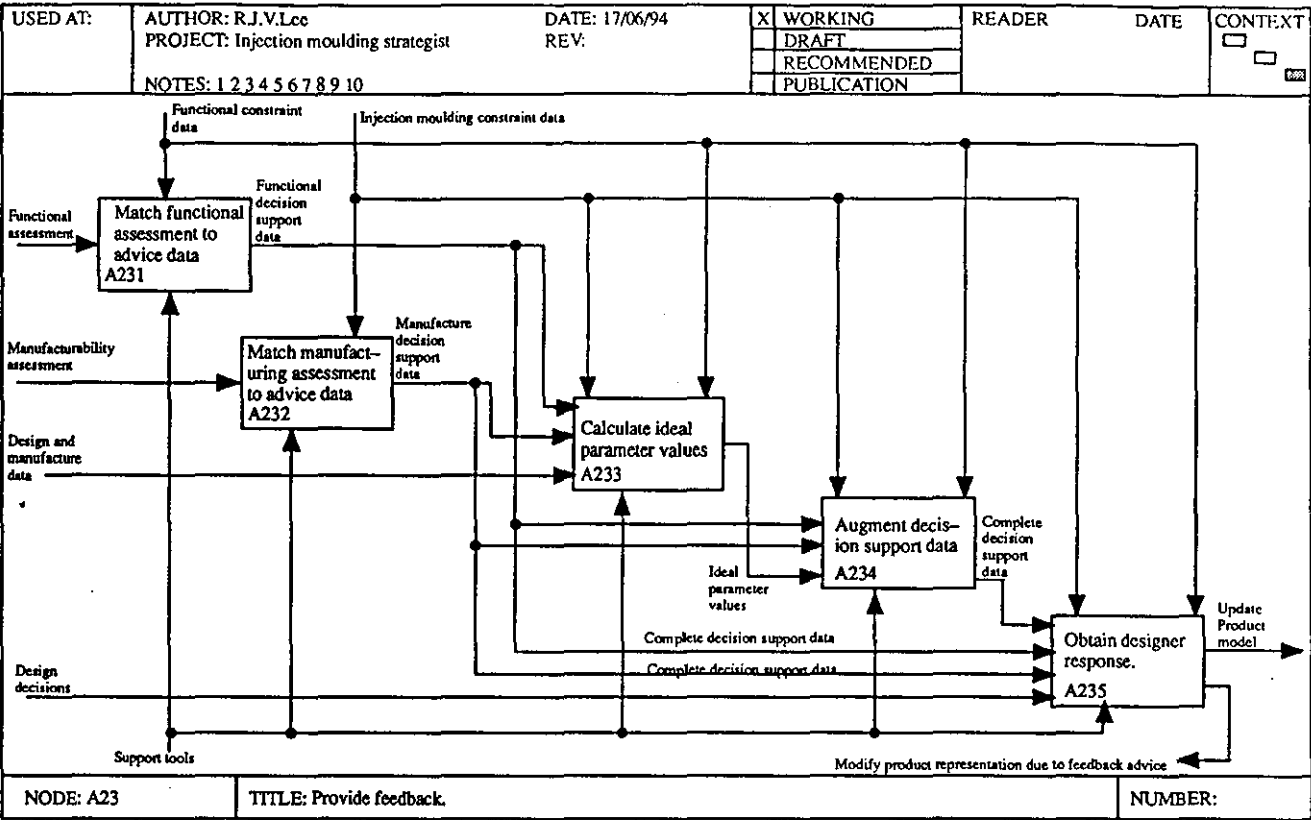 USED AT:
AUTHOR: R.J.V.Lee
DATE: 17/06/94
X WORKING
READER
DATE
CONTEXT
PROJECT: Injection moulding strategist
REV:
DRAFT
RECOMMENDED
NOTES: 1 2 3 4 5 6 7 8 9 10
PUBLICATION
Functional constraint
data
Injection moulding constraint data
Functional
assessment
Match functional
assessment to
advice data
A231
Functional
decision
support
data
Manufacturability
assessment
Match manufact-
uring assessment
to advice data
A232
Manufacture
decision
support
data
Design and
manufacture
data
Calculate ideal
parameter values
A233
Augment decis-
ion support data
A234
Complete
decision
support
data
Ideal
parameter
values
Complete decision support data
Complete decision support data
Obtain designer
response.
A235
Update
Product
model
Design
decisions
Support tools
Modify product representation due to feedback advice
NODE: A23
TITLE: Provide feedback.
NUMBER: